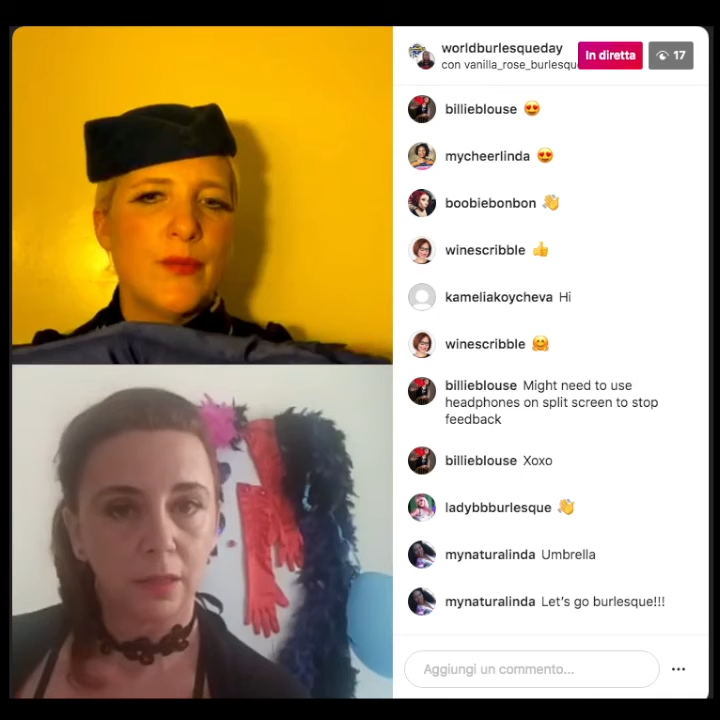 worldburlesqueday
con vanilla_rose_burlesqu
In diretta
17
billieblouse 😍
mycheerlinda 😍
boobiebonbon 👏
winescribble 👍
kameliakoycheva Hi
winescribble 🤗
billieblouse Might need to use
headphones on split screen to stop
feedback
billieblouse Xoxo
ladybbburlesque 👏
mynaturalinda Umbrella
mynaturalinda Let's go burlesque!!!
Aggiungi un commento...